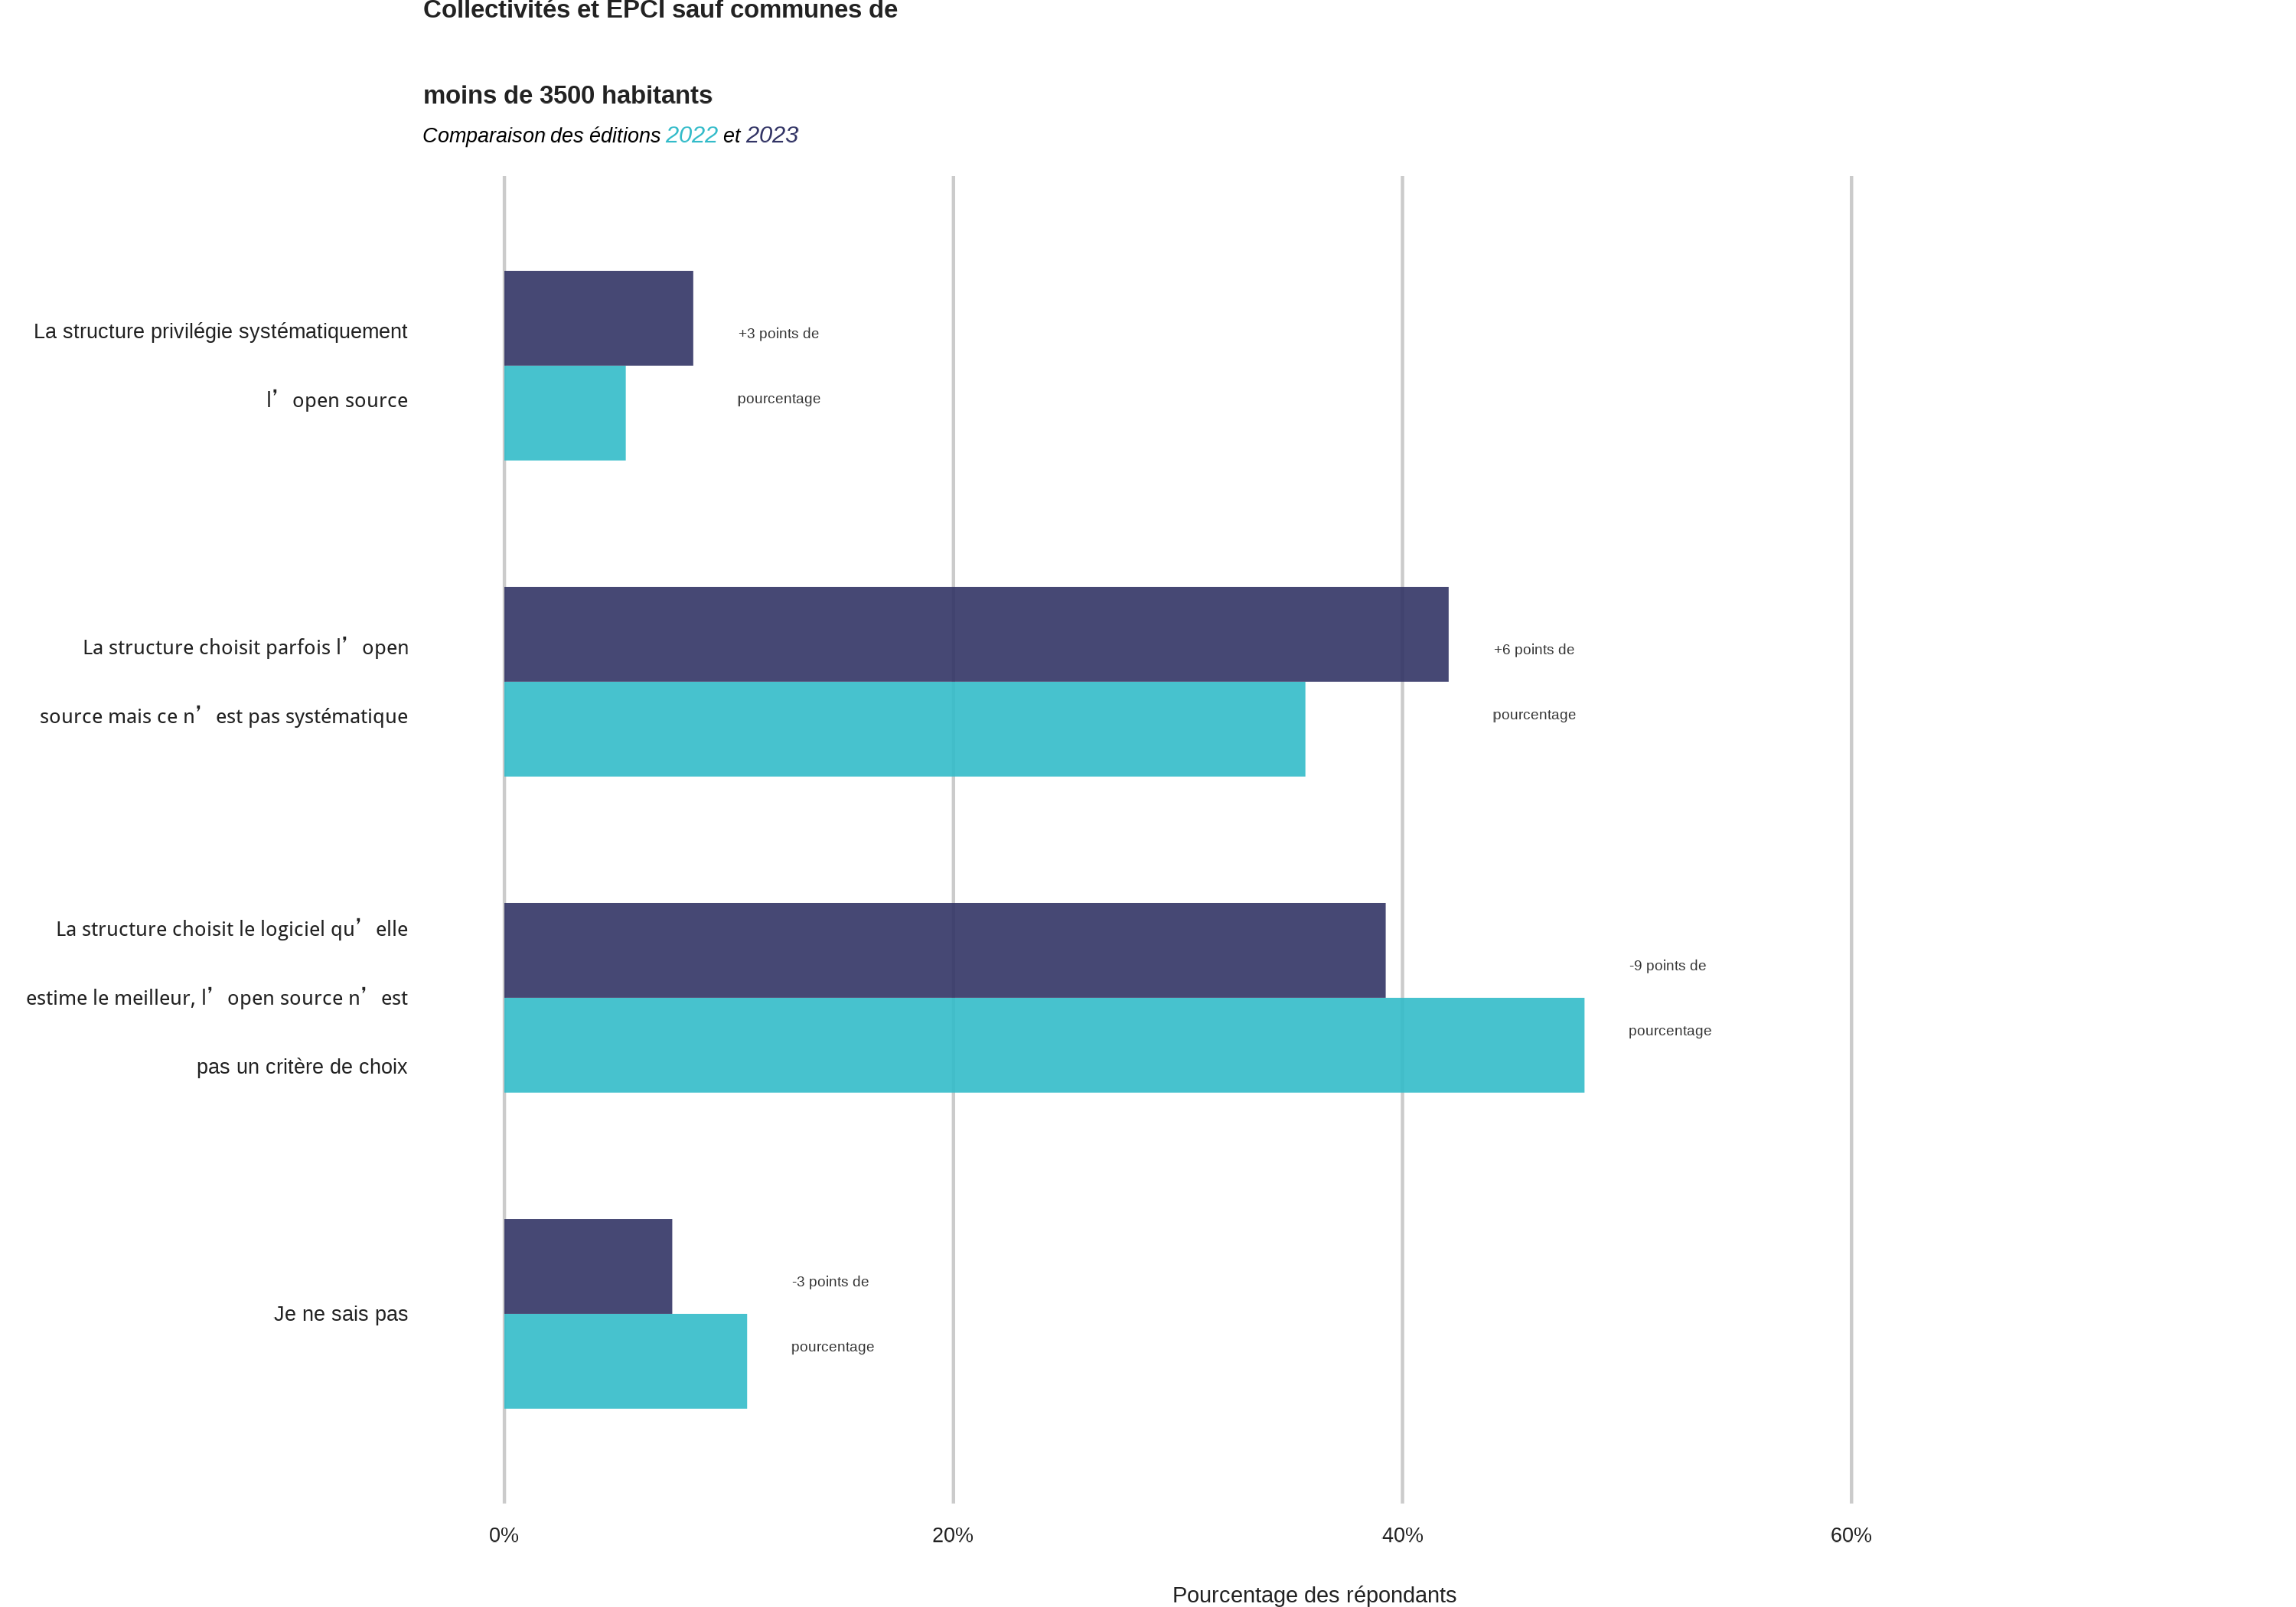 Collectivités et EPCI sauf communes de
moins de 3500 habitants
Comparaison des éditions 2022 et 2023
La structure privilégie systématiquement
l’open source
+3 points de
pourcentage
La structure choisit parfois l’open
source mais ce n’est pas systématique
+6 points de
pourcentage
La structure choisit le logiciel qu’elle
estime le meilleur, l’open source n’est
pas un critère de choix
-9 points de
pourcentage
Je ne sais pas
-3 points de
pourcentage
0% 20% 40% 60%
Pourcentage des répondants